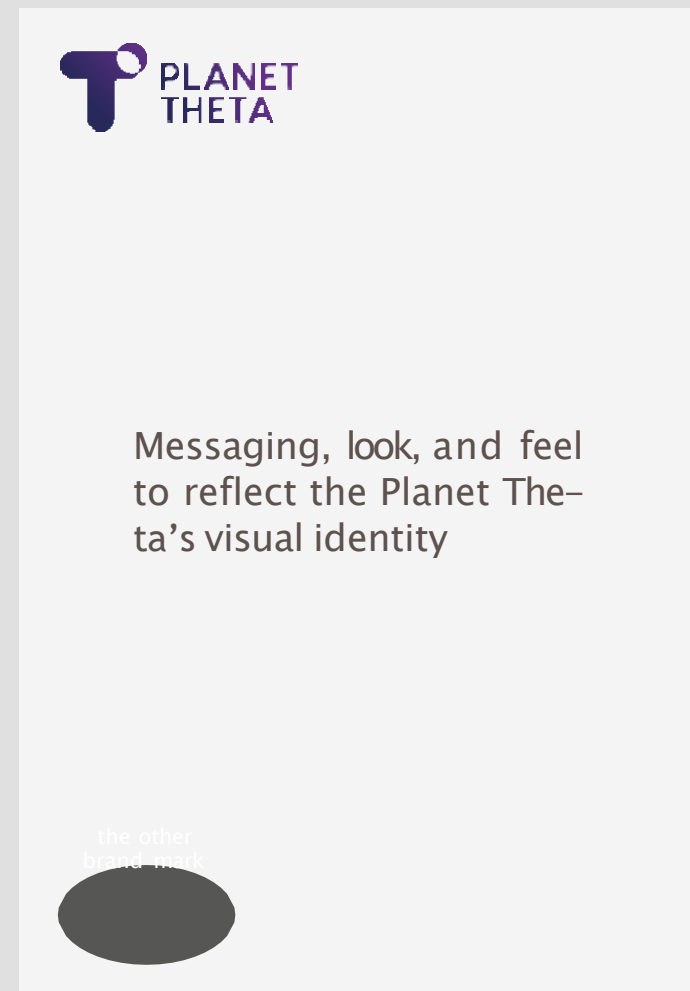 PLANET
THETA
Messaging, look, and feel
to reflect the Planet The–
ta’s visual identity
the other
brand-mark